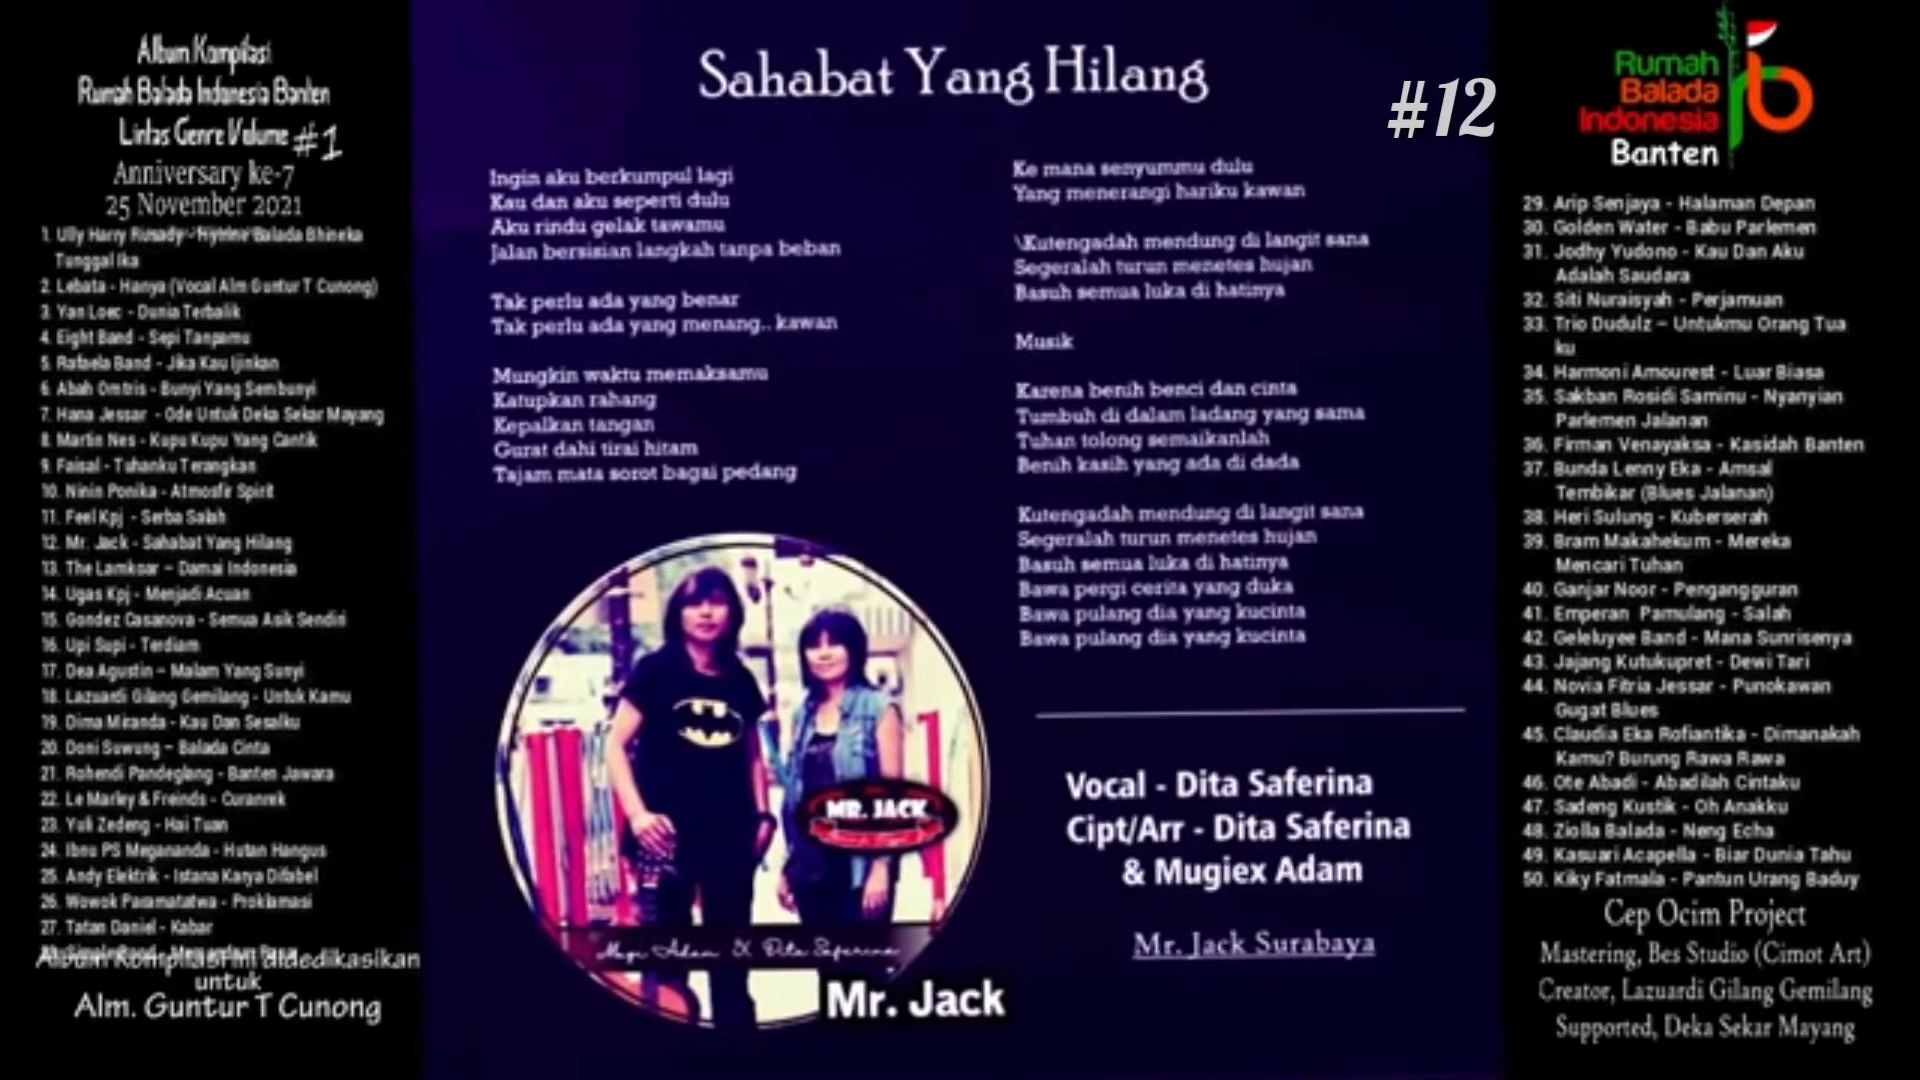 Album Kompilasi
Rumah Balada Indonesia Banten
Lintas Genre Volume #1
Anniversary ke-7
25 November 2021
1. Ully Harry Rusady - Hymne Balada Bhineka
Tunggal Ika
2. Lebata - Hanya (Vocal Alm Guntur T Cunong)
3. Yan Loec - Dunia Terbalik
4. Eight Band - Sepi Tanpamu
5. Rafaela Band - Jika Kau Ijinkan
6. Abah Omtris - Bunyi Yang Sembunyi
7. Hana Jessar - Ode Untuk Deka Sekar Mayang
8. Martin Nes - Kupu Kupu Yang Cantik
9. Faisal - Tuhanku Terangkan
10. Ninin Ponika - Atmosfir Spirit
11. Feel Kpj - Serba Salah
12. Mr. Jack - Sahabat Yang Hilang
13. The Lamkoar - Damai Indonesia
14. Ugas Kpj - Menjadi Acuan
15. Gondez Casanova - Semua Asik Sendiri
16. Upi Supi - Terdiam
17. Dea Agustin - Malam Yang Sunyi
18. Lazuardi Gilang Gemilang - Untuk Kamu
19. Dima Miranda - Kau Dan Sesalku
20. Doni Suwung - Balada Cinta
21. Rohendi Pandeglang - Banten Jawara
22. Le Marley & Freinds - Curanrek
23. Yuli Zedeng - Hai Tuan
24. Ibnu PS Megananda - Hutan Hangus
25. Andy Elektrik - Istana Karya Difabel
26. Wowok Paramatatwa - Proklamasi
27. Tatan Daniel - Kabar
Album Kompilasi ini didedikasikan
untuk
Alm. Guntur T Cunong
Sahabat Yang Hilang
#12
Ingin aku berkumpul lagi
Kau dan aku seperti dulu
Aku rindu gelak tawamu
Jalan bersisian langkah tanpa beban
Tak perlu ada yang benar
Tak perlu ada yang menang.. kawan
Mungkin waktu memaksamu
Katupkan rahang
Kepalkan tangan
Gurat dahi tirai hitam
Tajam mata sorot bagai pedang
MR. JACK
Mugi Adam & Dita Saferina
Mr. Jack
Ke mana senyummu dulu
Yang menerangi hariku kawan
\Kutengadah mendung di langit sana
Segeralah turun menetes hujan
Basuh semua luka di hatinya
Musik
Karena benih benci dan cinta
Tumbuh di dalam ladang yang sama
Tuhan tolong semaikanlah
Benih kasih yang ada di dada
Kutengadah mendung di langit sana
Segeralah turun menetes hujan
Basuh semua luka di hatinya
Bawa pergi cerita yang duka
Bawa pulang dia yang kucinta
Bawa pulang dia yang kucinta
Vocal - Dita Saferina
Cipt/Arr - Dita Saferina
& Mugiex Adam
Mr. Jack Surabaya
Rumah
Balada
Indonesia
Banten
29. Arip Senjaya - Halaman Depan
30. Golden Water - Babu Parlemen
31. Jodhy Yudono - Kau Dan Aku
Adalah Saudara
32. Siti Nuraisyah - Perjamuan
33. Trio Dudulz - Untukmu Orang Tua
ku
34. Harmoni Amourest - Luar Biasa
35. Sakban Rosidi Saminu - Nyanyian
Parlemen Jalanan
36. Firman Venayaksa - Kasidah Banten
37. Bunda Lenny Eka - Amsal
Tembikar (Blues Jalanan)
38. Heri Sulung - Kuberserah
39. Bram Makahekum - Mereka
Mencari Tuhan
40. Ganjar Noor - Pengangguran
41. Emperan Pamulang - Salah
42. Geleluyee Band - Mana Sunrisenya
43. Jajang Kutukupret - Dewi Tari
44. Novia Fitria Jessar - Punokawan
Gugat Blues
45. Claudia Eka Rofiantika - Dimanakah
Kamu? Burung Rawa Rawa
46. Ote Abadi - Abadilah Cintaku
47. Sadeng Kustik - Oh Anakku
48. Ziolla Balada - Neng Echa
49. Kasuari Acapella - Biar Dunia Tahu
50. Kiky Fatmala - Pantun Urang Baduy
Cep Ocim Project
Mastering, Bes Studio (Cimot Art)
Creator, Lazuardi Gilang Gemilang
Supported, Deka Sekar Mayang